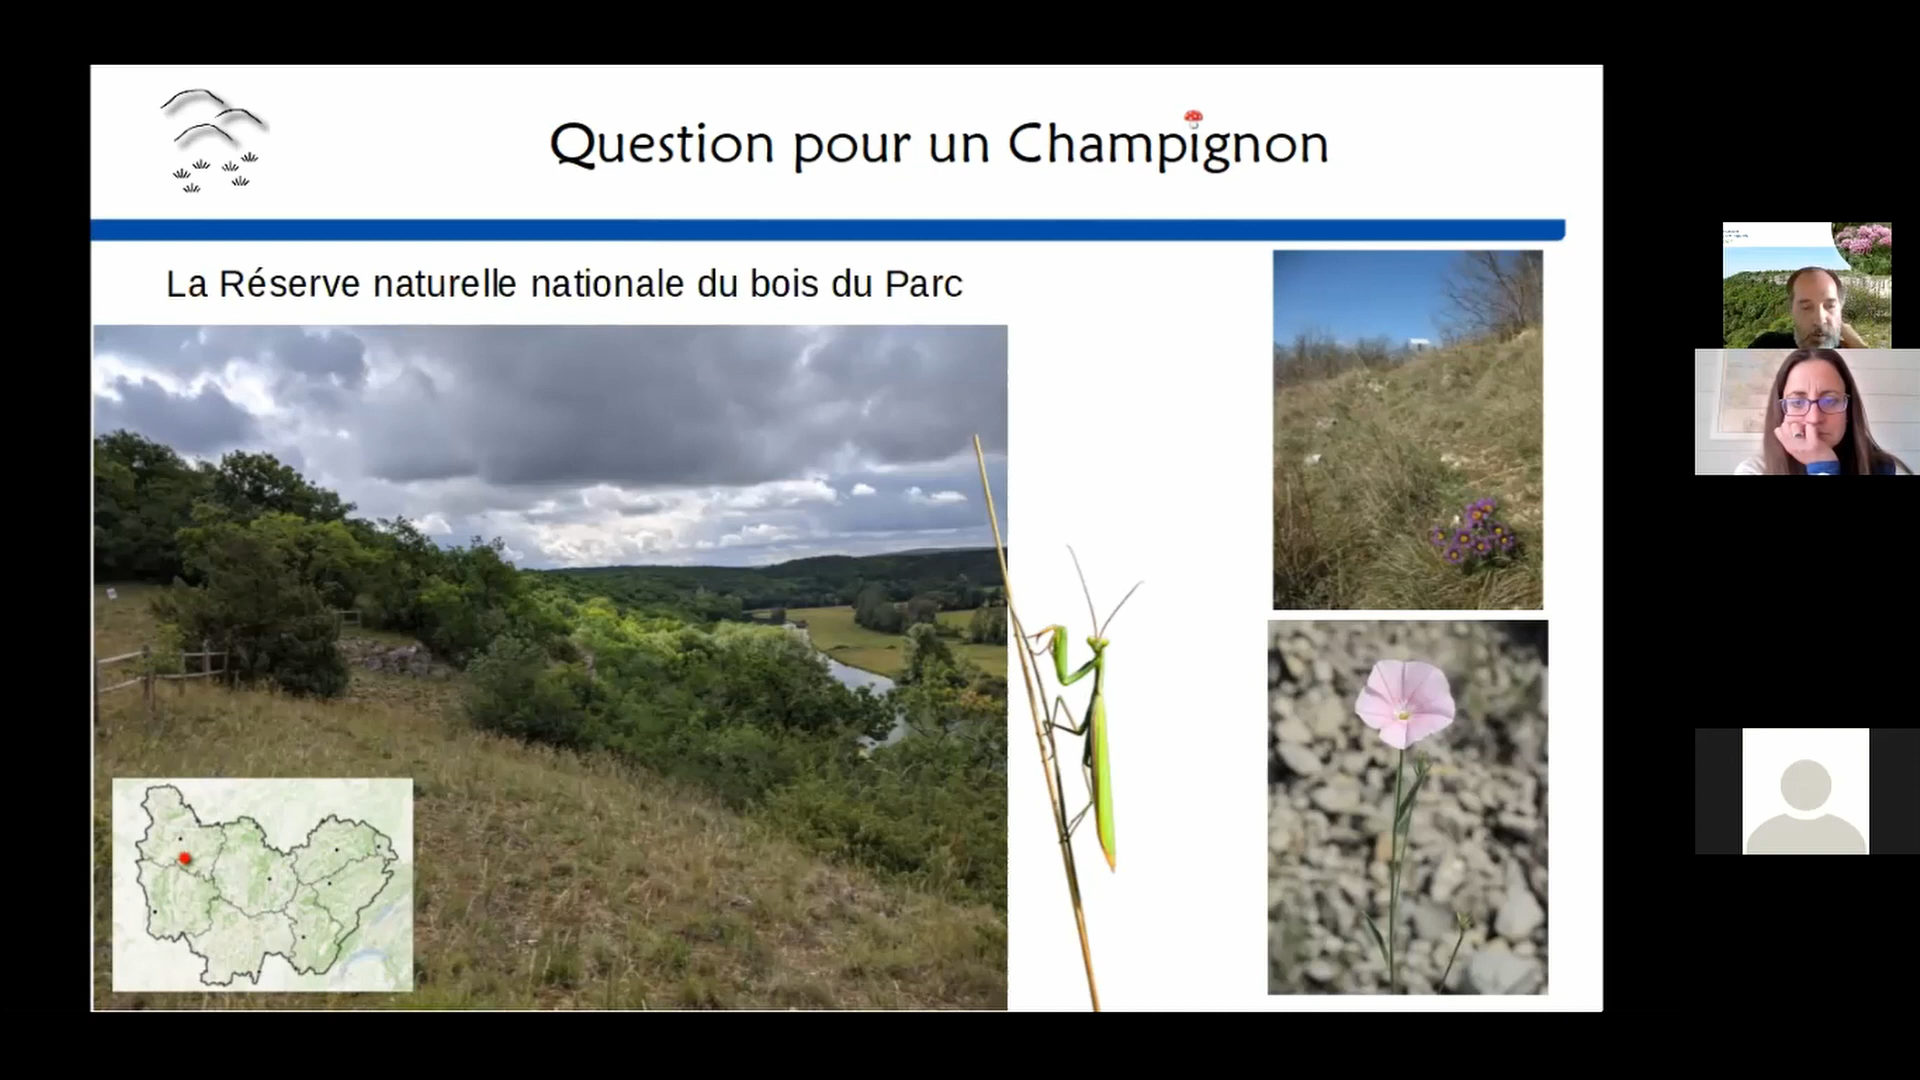 Question pour un Champignon
La Réserve naturelle nationale du bois du Parc